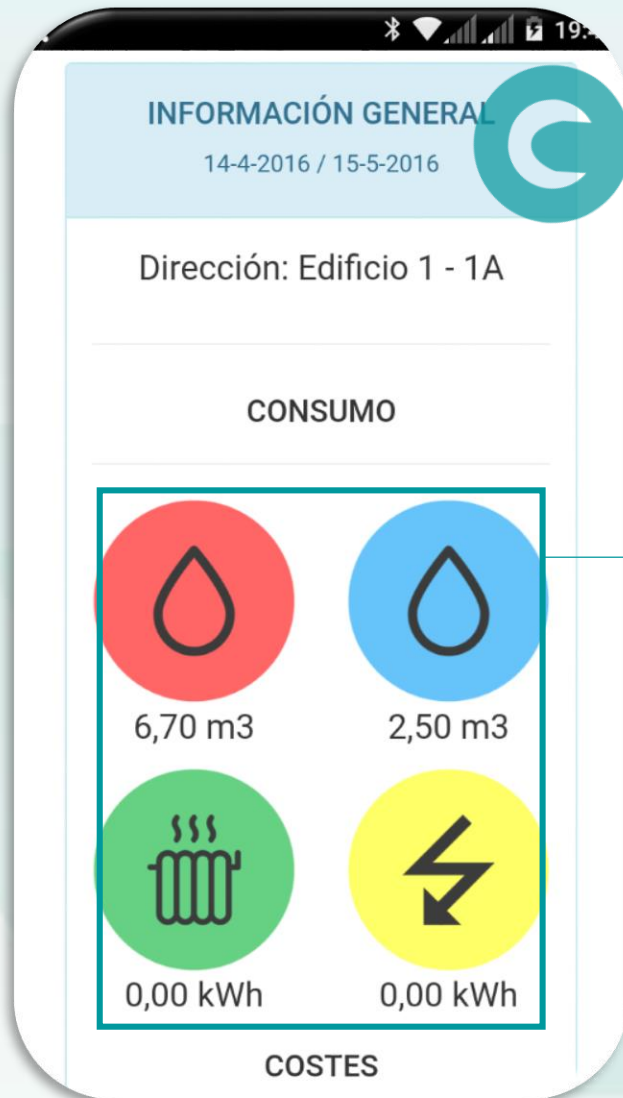 INFORMACIÓN GENERAL
14-4-2016 / 15-5-2016
Dirección: Edificio 1 - 1A
CONSUMO
6,70 m3 2,50 m3
0,00 kWh 0,00 kWh
COSTES